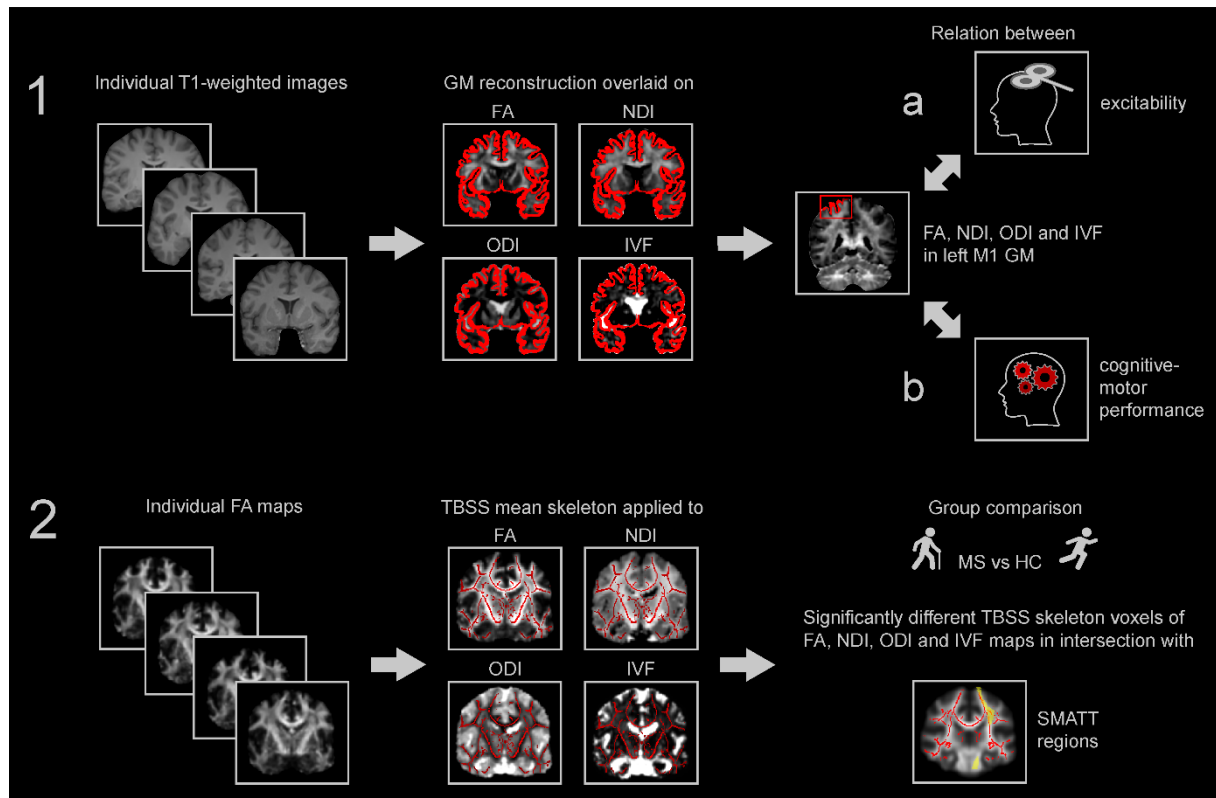 1
Individual T1-weighted images
GM reconstruction overlaid on
FA
NDI
ODI
IVF
Relation between
a
excitability
FA, NDI, ODI and IVF
in left M1 GM
b
cognitive-
motor
performance
2
Individual FA maps
TBSS mean skeleton applied to
FA
NDI
ODI
IVF
Group comparison
MS vs HC
Significantly different TBSS skeleton voxels of
FA, NDI, ODI and IVF maps in intersection with
SMATT
regions